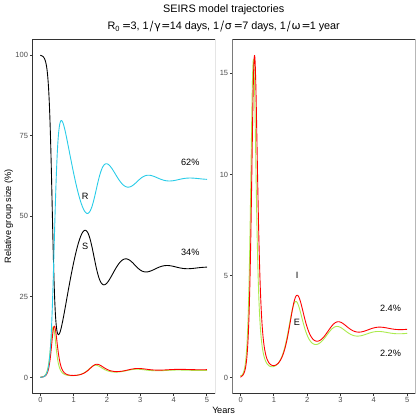 SEIRS model trajectories
R₀ =3, 1/γ=14 days, 1/σ=7 days, 1/ω=1 year
Relative group size (%)
100
75
50
25
0
62%
R
S
34%
0 1 2 3 4 5
15
10
5
0
I
E
2.4%
2.2%
0 1 2 3 4 5
Years